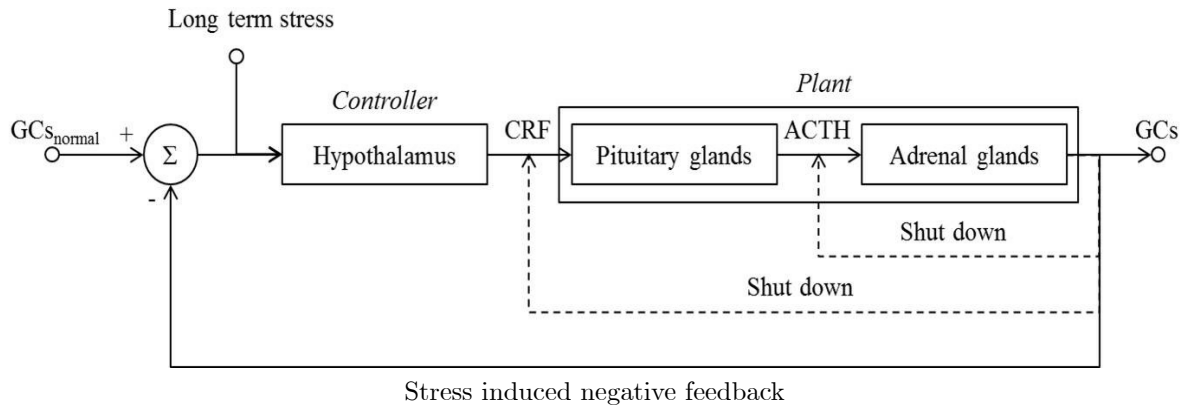 Long term stress
Plant
Controller
GCs_normal
+
CRF
ACTH
GCs
Σ
Hypothalamus
Pituitary glands
Adrenal glands
-
Shut down
Shut down
Stress induced negative feedback